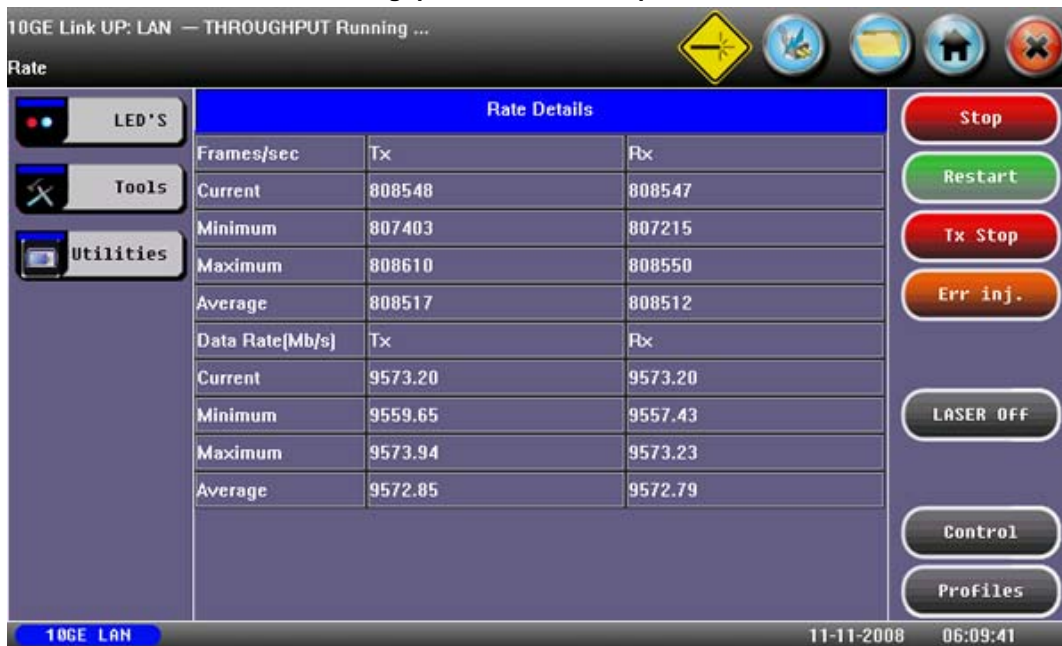 10GE Link UP: LAN — THROUGHPUT Running ...
Rate
LED'S
Tools
Utilities
Rate Details
Frames/sec Tx Rx
Current 808548 808547
Minimum 807403 807215
Maximum 808610 808550
Average 808517 808512
Data Rate(Mb/s) Tx Rx
Current 9573.20 9573.20
Minimum 9559.65 9557.43
Maximum 9573.94 9573.23
Average 9572.85 9572.79
Stop
Restart
Tx Stop
Err inj.
LASER OFF
Control
Profiles
10GE LAN
11-11-2008 06:09:41